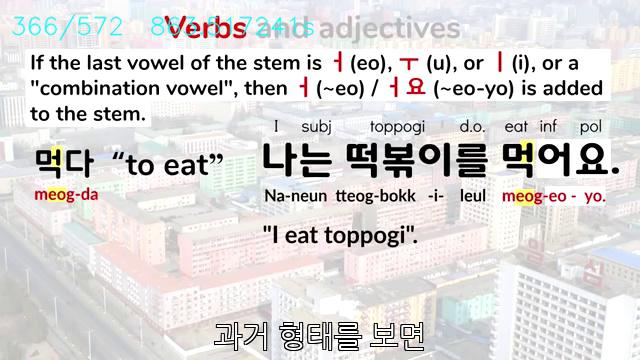 366/572
Verbs and adjectives
If the last vowel of the stem is ㅓ(eo), ㅜ (u), or ㅣ(i), or a
"combination vowel", then ㅓ(~eo) / ㅓ요 (~eo-yo) is added
to the stem.
I subj toppogi d.o. eat inf pol
먹다 “to eat” 나는 떡볶이를 먹어요.
meog-da Na-neun tteog-bokk -i- leul meog-eo - yo.
"I eat toppogi".
과거 형태를 보면